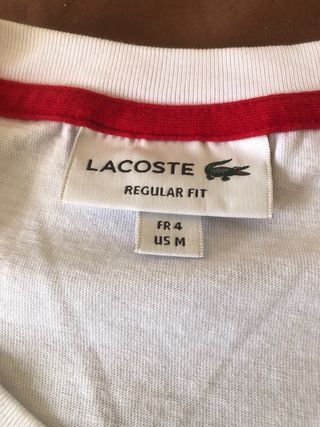 LACOSTE
REGULAR FIT
FR 4
US M